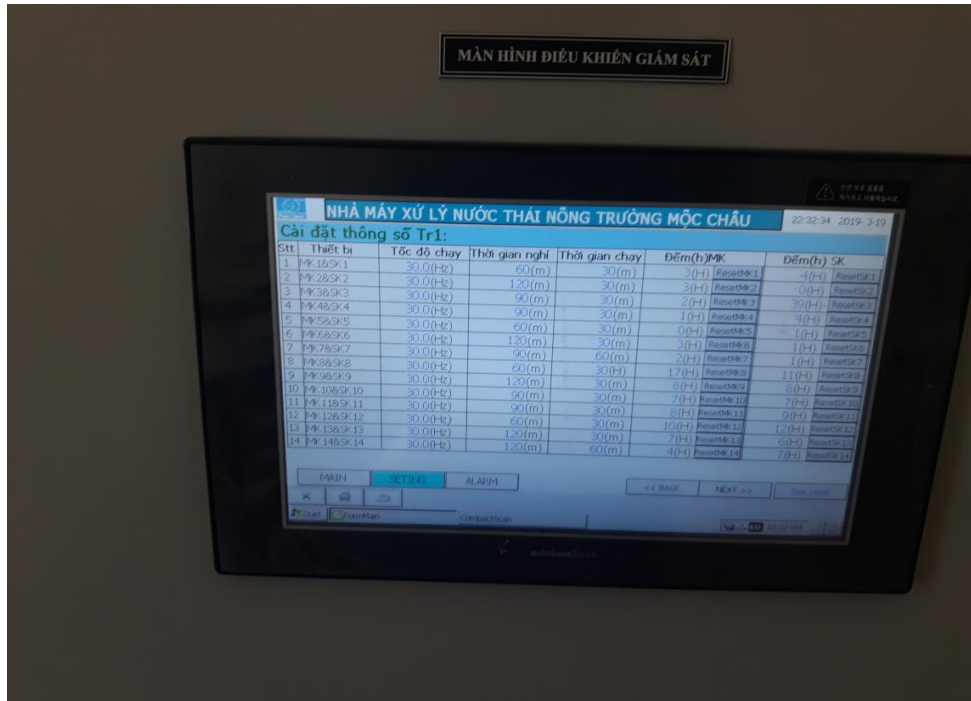 MÀN HÌNH ĐIỀU KHIỂN GIÁM SÁT
NHÀ MÁY XỬ LÝ NƯỚC THẢI NÔNG TRƯỜNG MỘC CHÂU 22:32:34 2019- 3-19
Cài đặt thông số Tr1:
Stt Thiết bị Tốc độ chạy Thời gian nghỉ Thời gian chạy Đếm(h)MK Đếm(h) SK
1 MK1&SK1 30.0(Hz) 60(m) 30(m) 3(H) ResetMK1 4(H) ResetSK1
2 MK2&SK2 30.0(Hz) 120(m) 30(m) 3(H) ResetMK2 0(H) ResetSK2
3 MK3&SK3 30.0(Hz) 90(m) 30(m) 2(H) ResetMK3 39(H) ResetSK3
4 MK4&SK4 30.0(Hz) 90(m) 30(m) 1(H) ResetMK4 4(H) ResetSK4
5 MK5&SK5 30.0(Hz) 60(m) 30(m) 0(H) ResetMK5 1(H) ResetSK5
6 MK6&SK6 30.0(Hz) 120(m) 30(m) 3(H) ResetMK6 1(H) ResetSK6
7 MK7&SK7 30.0(Hz) 90(m) 60(m) 2(H) ResetMK7 1(H) ResetSK7
8 MK8&SK8 30.0(Hz) 60(m) 30(H) 17(H) ResetMK8 11(H) ResetSK8
9 MK9&SK9 30.0(Hz) 120(m) 30(m) 8(H) ResetMK9 8(H) ResetSK9
10 MK10&SK10 30.0(Hz) 90(m) 30(m) 7(H) ResetMK10 7(H) ResetSK10
11 MK11&SK11 30.0(Hz) 90(m) 30(m) 8(H) ResetMK11 9(H) ResetSK11
12 MK12&SK12 30.0(Hz) 60(m) 30(m) 10(H) ResetMK12 12(H) ResetSK12
13 MK13&SK13 30.0(Hz) 120(m) 30(m) 7(H) ResetMK13 6(H) ResetSK13
14 MK14&SK14 30.0(Hz) 120(m) 60(m) 4(H) ResetMK14 7(H) ResetSK14
MAIN SETING ALARM << BACK NEXT >>
Start FormMain CompactScan 10:32 PM
autobase Touch